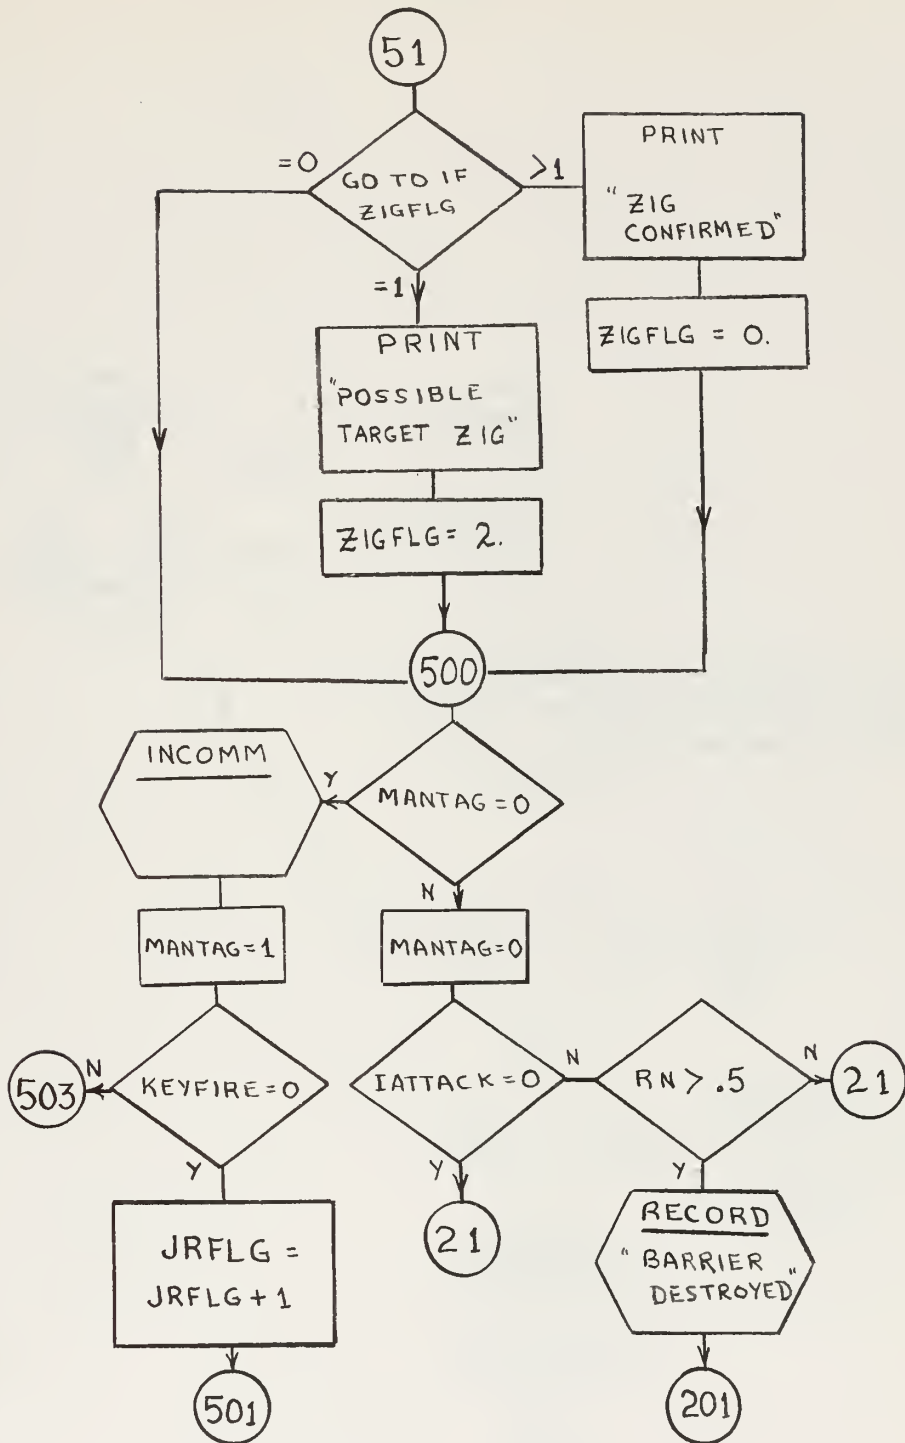 51
GO TO IF
ZIGFLG
=0
>1
=1
PRINT
"ZIG
CONFIRMED"
ZIGFLG = 0.
PRINT
"POSSIBLE
TARGET ZIG"
ZIGFLG= 2.
500
MANTAG=0
Y
N
INCOMM
MANTAG=1
MANTAG=0
KEYFIRE=0
N
503
Y
IATTACK=0
N
Y
21
RN > .5
N
21
Y
JRFLG =
JRFLG+1
501
RECORD
"BARRIER
DESTROYED"
201